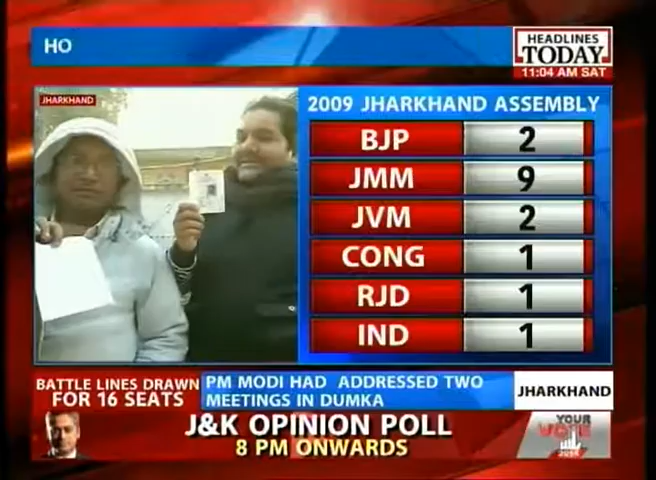 HO
HEADLINES
TODAY
11:04 AM SAT
JHARKHAND
2009 JHARKHAND ASSEMBLY
BJP 2
JMM 9
JVM 2
CONG 1
RJD 1
IND 1
BATTLE LINES DRAWN
FOR 16 SEATS
PM MODI HAD ADDRESSED TWO
MEETINGS IN DUMKA
JHARKHAND
J&K OPINION POLL
8 PM ONWARDS
YOUR
VOTE
2014